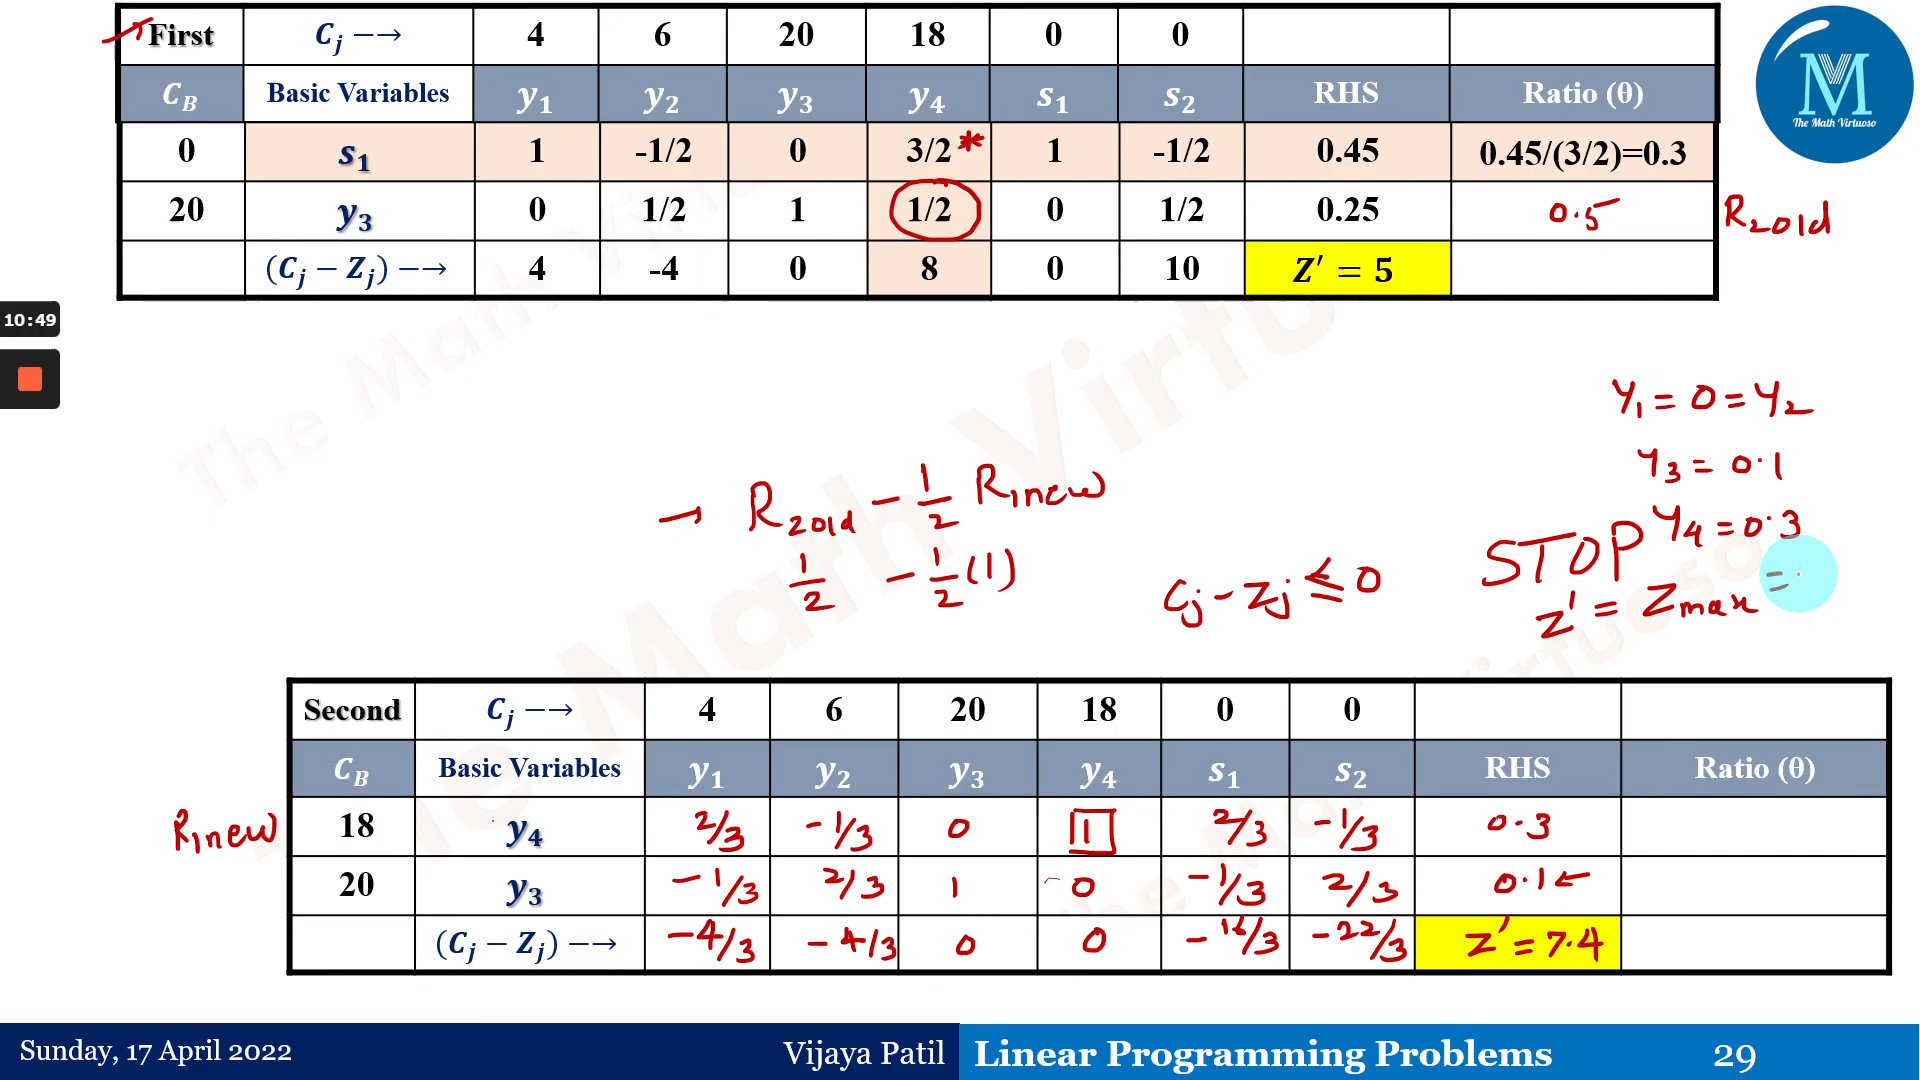 First Cj −→ 4 6 20 18 0 0
CB Basic Variables y1 y2 y3 y4 s1 s2 RHS Ratio (θ)
0 s1 1 -1/2 0 3/2 * 1 -1/2 0.45 0.45/(3/2)=0.3
20 y3 0 1/2 1 1/2 0 1/2 0.25 0.5 R2old
(Cj − Zj) −→ 4 -4 0 8 0 10 Z′ = 5
M
The Math Virtuoso
10:49
The Math Virtuoso
Y1 = 0 = Y2
Y3 = 0.1
Y4 = 0.3
→ R2old − 1/2 R1new
1/2 − 1/2 (1)
Cj − Zj ≤ 0
STOP
Z′ = Zmax =
Second Cj −→ 4 6 20 18 0 0
CB Basic Variables y1 y2 y3 y4 s1 s2 RHS Ratio (θ)
R1new 18 y4 2/3 -1/3 0 1 2/3 -1/3 0.3
20 y3 -1/3 2/3 1 0 -1/3 2/3 0.1 ←
(Cj − Zj) −→ -4/3 -4/3 0 0 -16/3 -22/3 Z′ = 7.4
Sunday, 17 April 2022 Vijaya Patil Linear Programming Problems 29